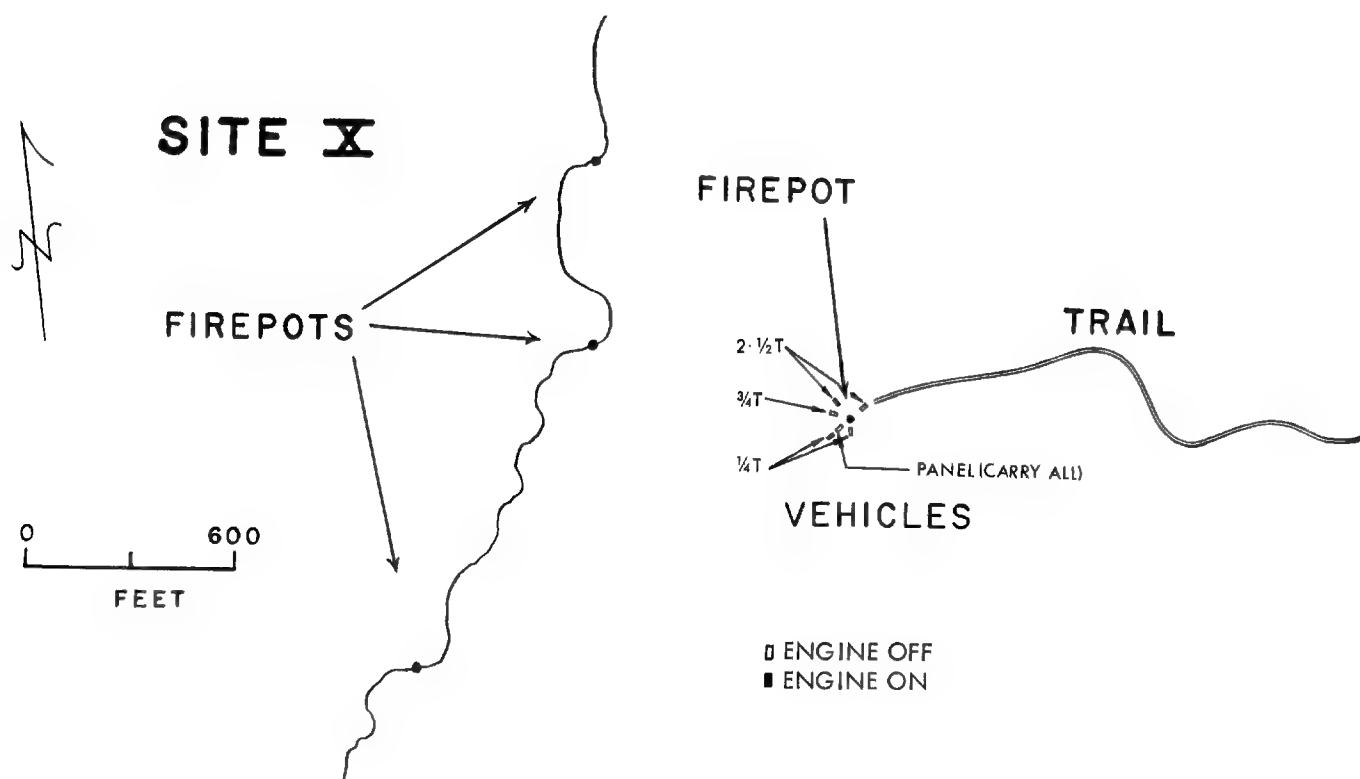 SITE X
FIREPOT
FIREPOTS
TRAIL
2·½T
¾T
¼T
PANEL(CARRY ALL)
VEHICLES
0 600
FEET
▯ ENGINE OFF
▮ ENGINE ON